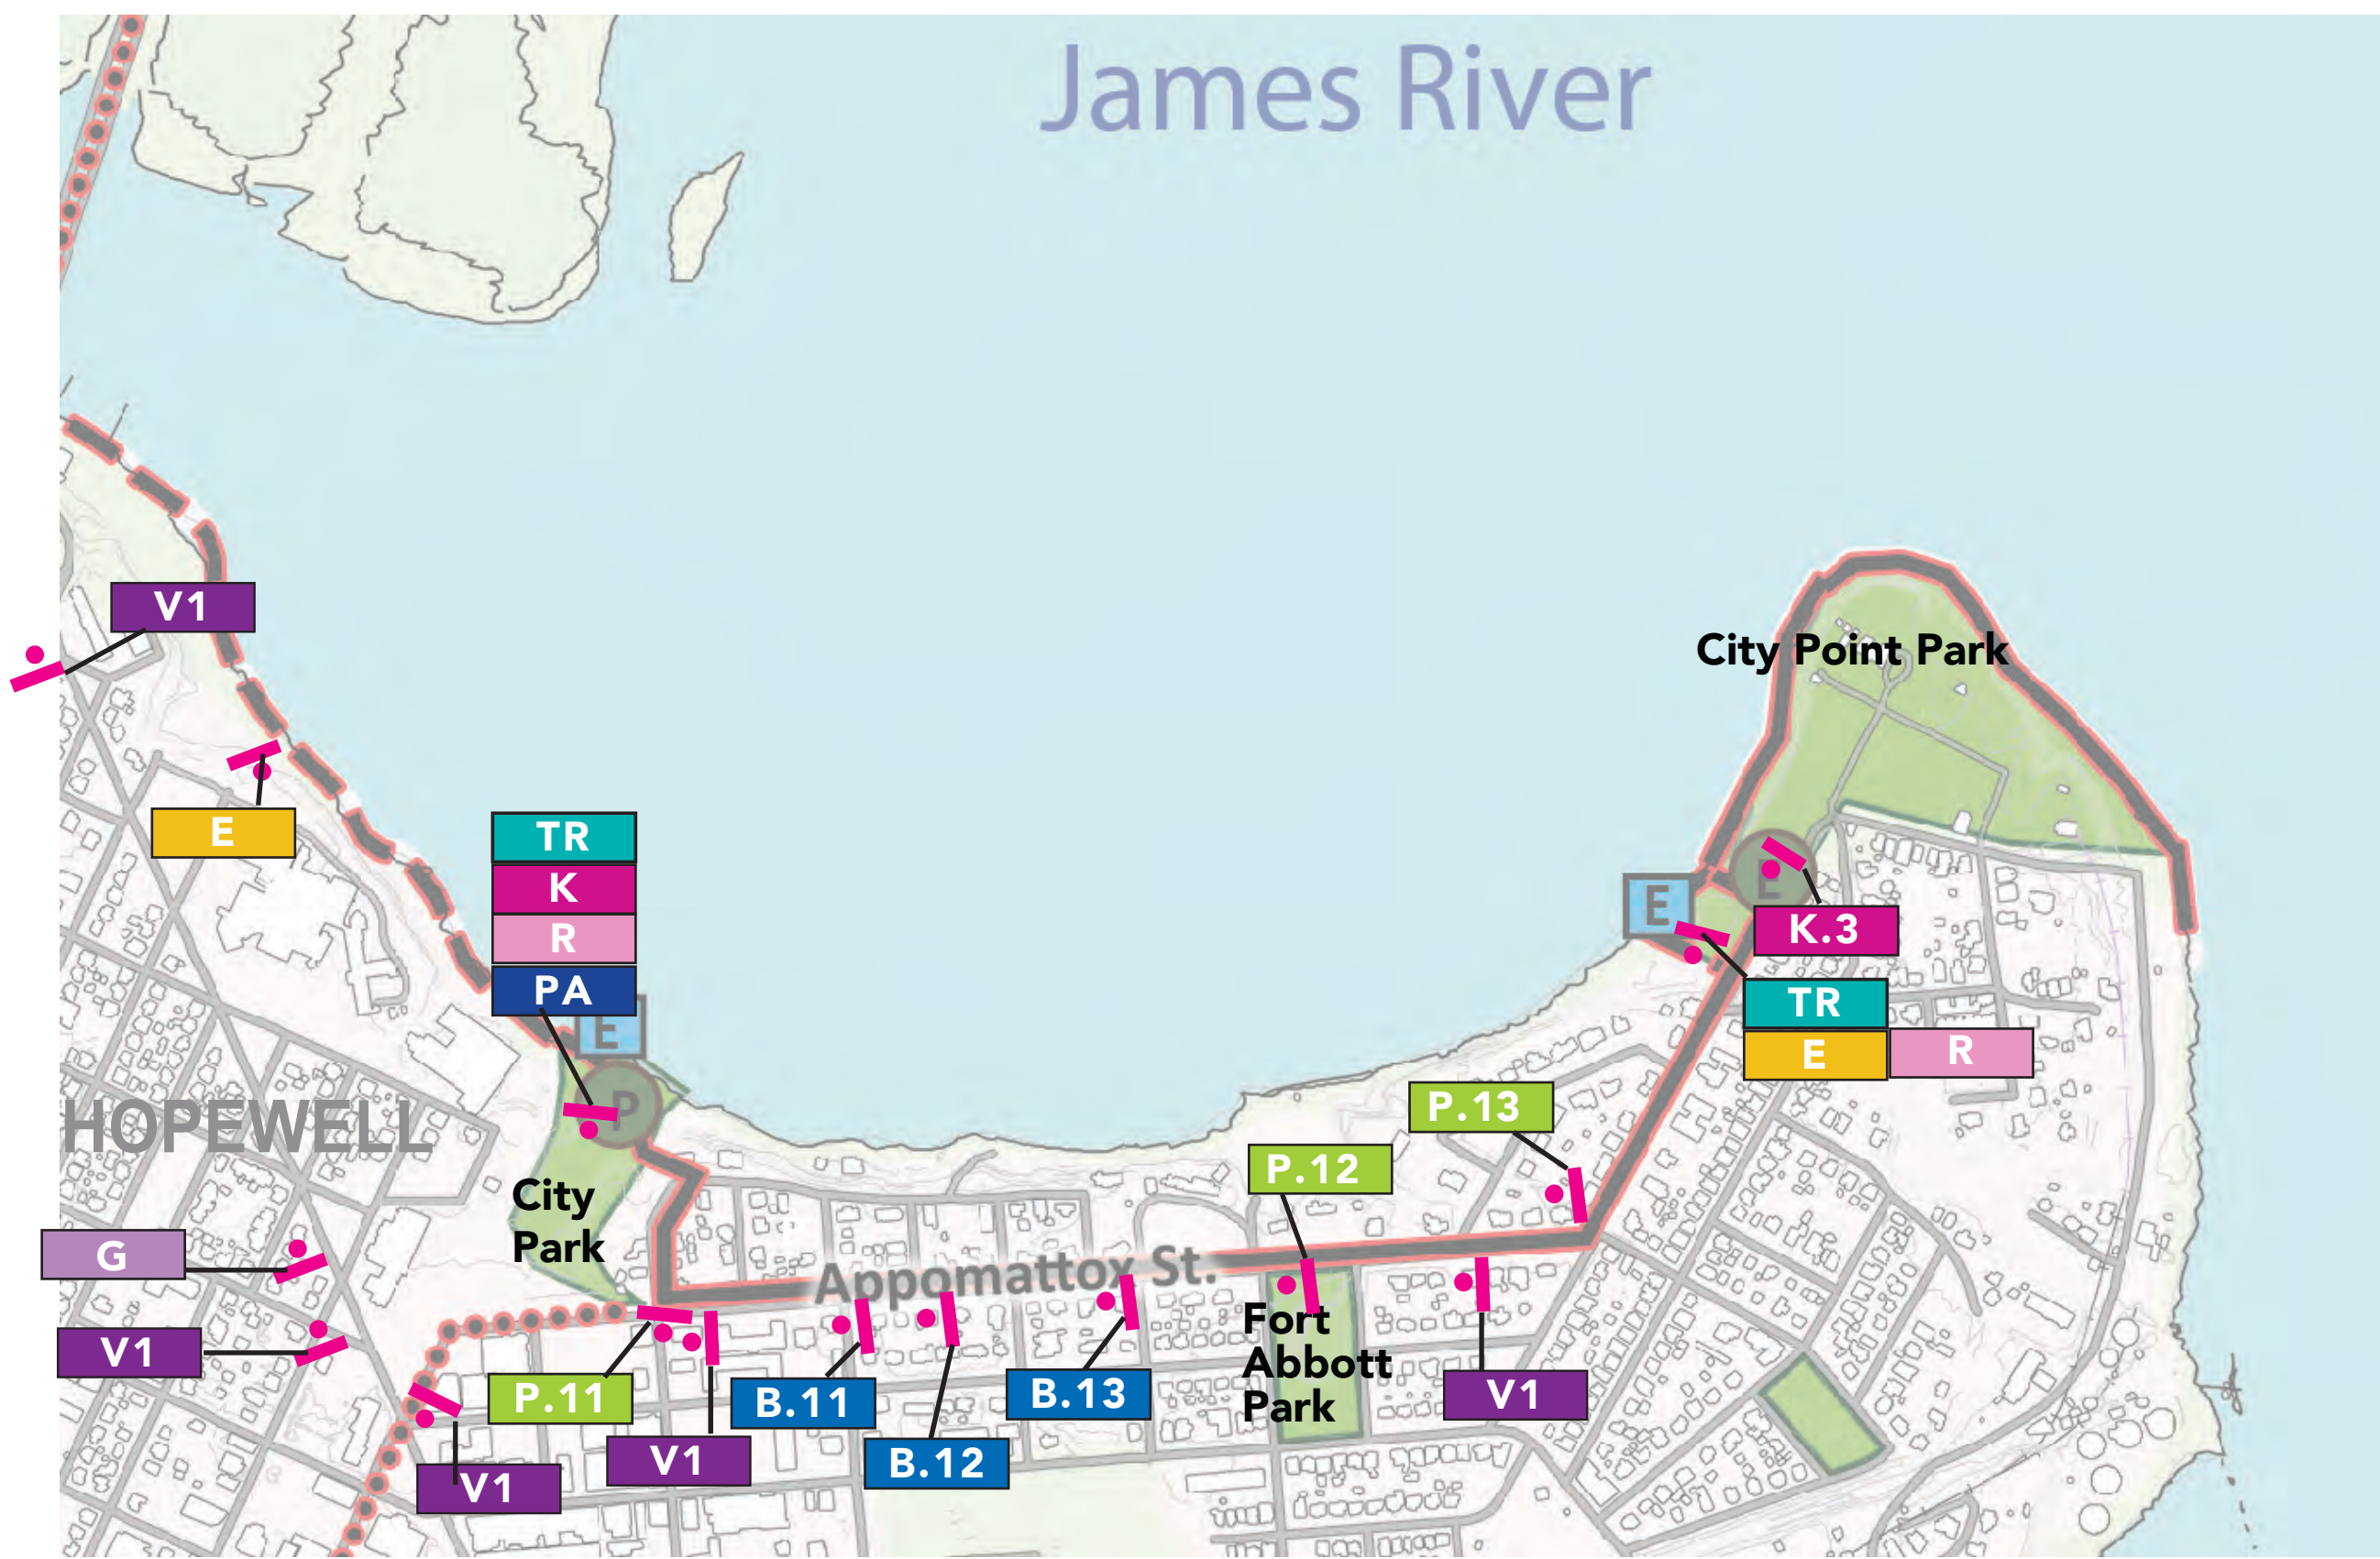 James River
V1
City Point Park
E
TR
K
R
PA
E
P
E
E
K.3
TR
E
R
HOPEWELL
P.13
P.12
City
Park
G
Appomattox St.
Fort
Abbott
Park
V1
P.11
B.11
B.13
V1
V1
B.12
V1